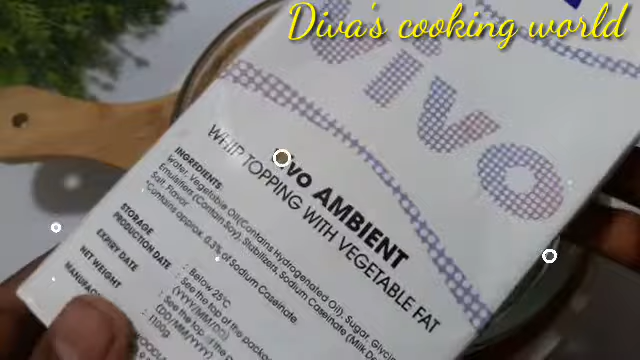 Diva's cooking world
Vivo
VIVO AMBIENT
WHIP TOPPING WITH VEGETABLE FAT
INGREDIENTS:
Water, Vegetable Oil(Contains Hydrogenated Oil), Sugar,
Emulsifiers (Contain Soy), Stabilizers, Sodium Caseinate (Milk
Salt, Flavor.
*Contains approx. 0.3% of Sodium Caseinate.
STORAGE : Below 25°C
PRODUCTION DATE : See the top of the
(YYYY/MM/DD)
EXPIRY DATE : See the top of the
(DD/MM/YYYY)
NET WEIGHT : 1100g